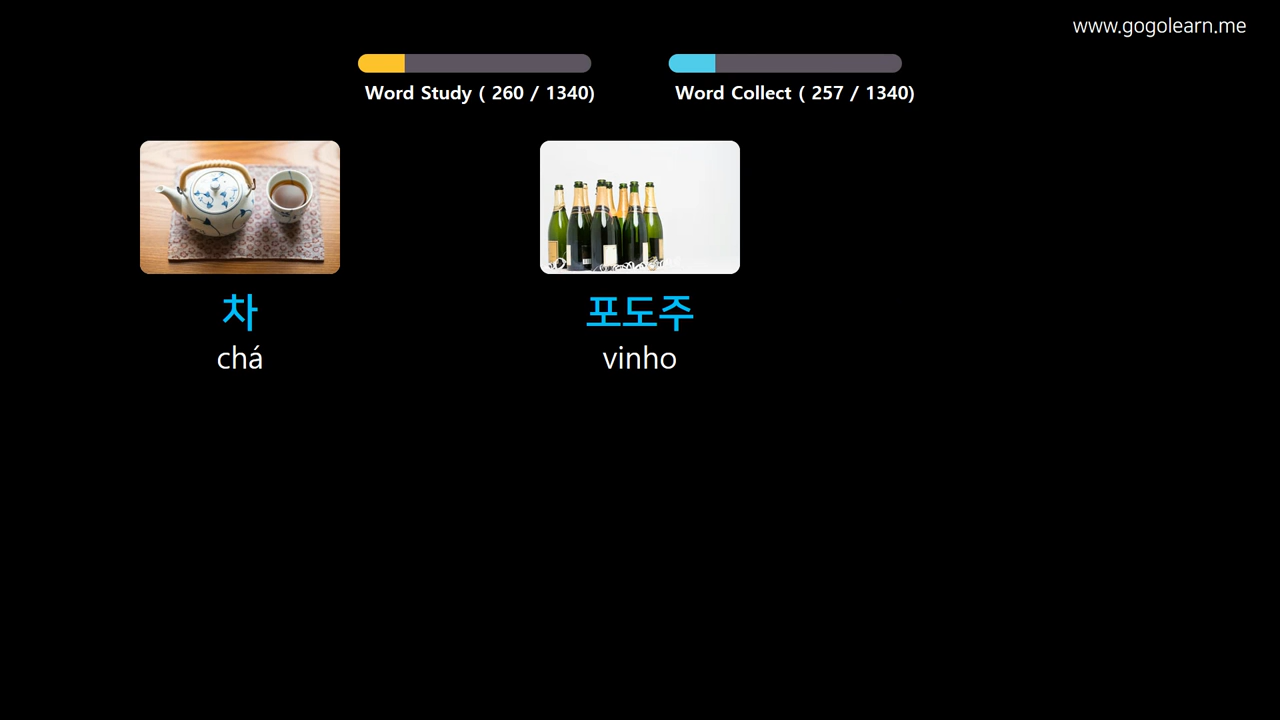 www.gogolearn.me
Word Study ( 260 / 1340)
Word Collect ( 257 / 1340)
차
chá
포도주
vinho